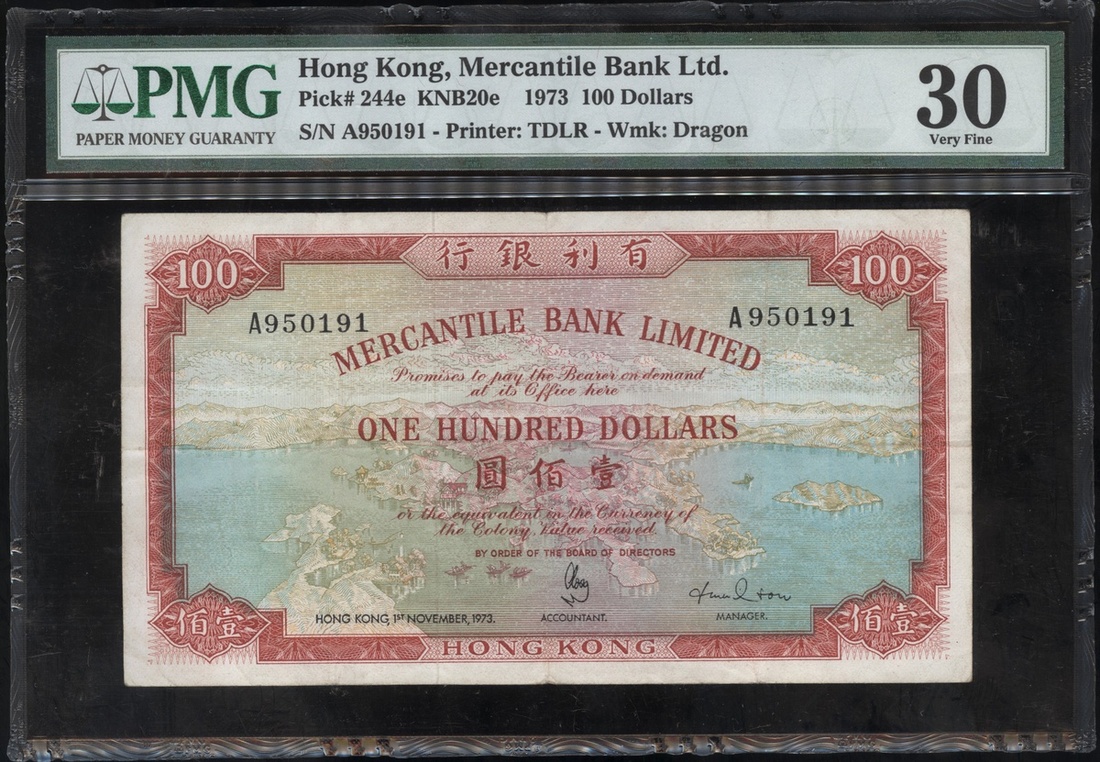 PMG
PAPER MONEY GUARANTY
Hong Kong, Mercantile Bank Ltd.
Pick# 244e KNB20e 1973 100 Dollars
S/N A950191 - Printer: TDLR - Wmk: Dragon
30
Very Fine
行銀利有
100
100
A950191
A950191
MERCANTILE BANK LIMITED
Promises to pay the Bearer on demand
at its Office here
ONE HUNDRED DOLLARS
圓佰壹
or the equivalent in the Currency of
the Colony, Value received
BY ORDER OF THE BOARD OF DIRECTORS
HONG KONG, 1ST NOVEMBER, 1973.
ACCOUNTANT.
MANAGER.
佰壹
佰壹
HONG KONG